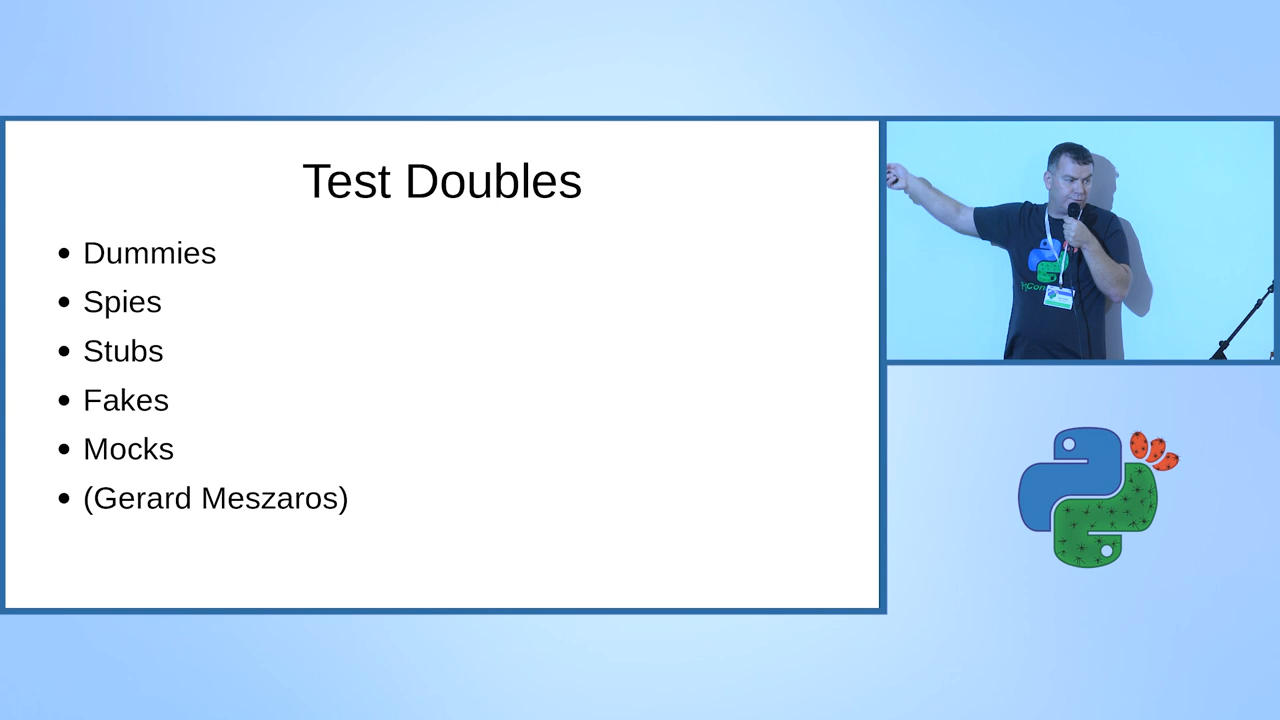 Test Doubles
Dummies
Spies
Stubs
Fakes
Mocks
(Gerard Meszaros)